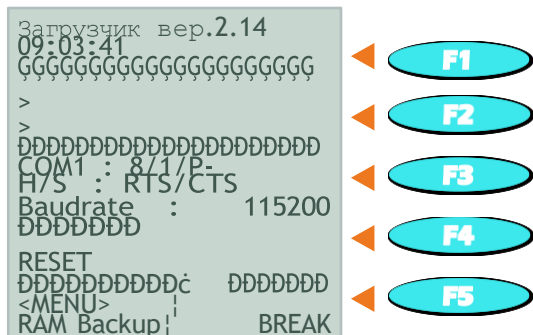 Загрузчик вер.2.14
09:03:41
ĢĢĢĢĢĢĢĢĢĢĢĢĢĢĢĢĢĢĢĢĢ
F1
>
F2
>
ĐĐĐĐĐĐĐĐĐĐĐĐĐĐĐĐĐĐĐĐĐ
COM1 : 8/1/P-
H/S : RTS/CTS
F3
Baudrate : 115200
ĐĐĐĐĐĐĐ
F4
RESET
ĐĐĐĐĐĐĐĐĐĐĐċ ĐĐĐĐĐĐĐ
<MENU> ¦
F5
RAM Backup¦ BREAK